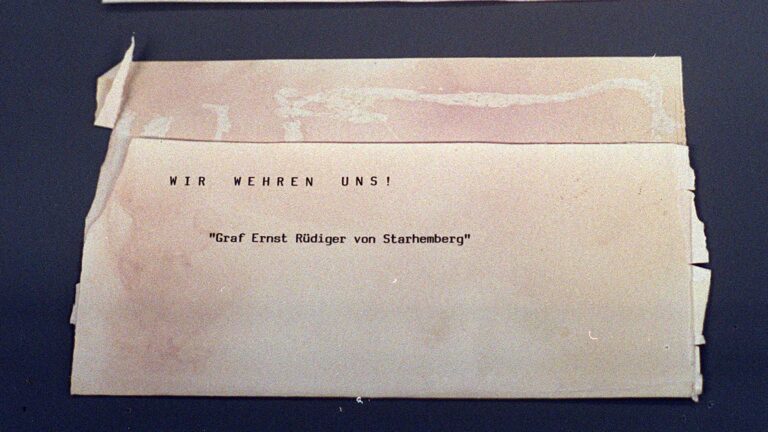 WIR WEHREN UNS!
"Graf Ernst Rüdiger von Starhemberg"